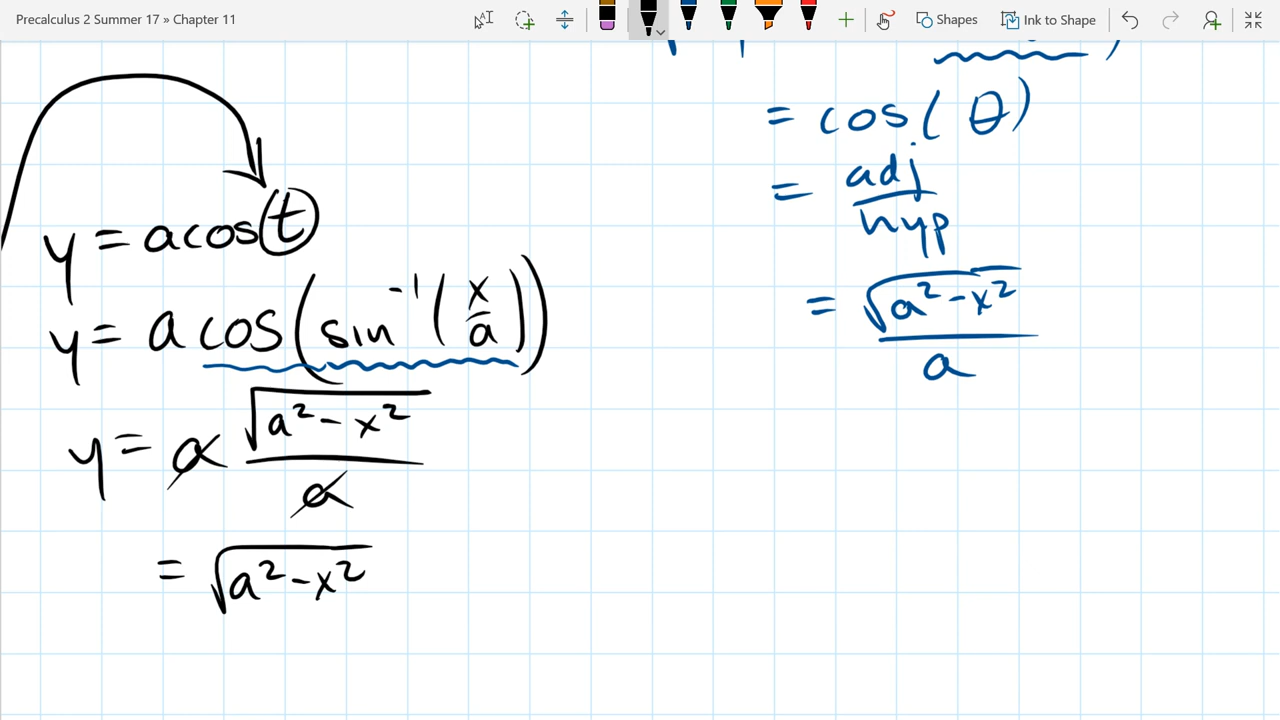 Precalculus 2 Summer 17 » Chapter 11
Shapes
Ink to Shape
y = a cos(t)
y = a cos(sin⁻¹(x/a))
y = a √(a² - x²) / a
= √(a² - x²)
= cos(θ)
= adj/hyp
= √(a² - x²) / a